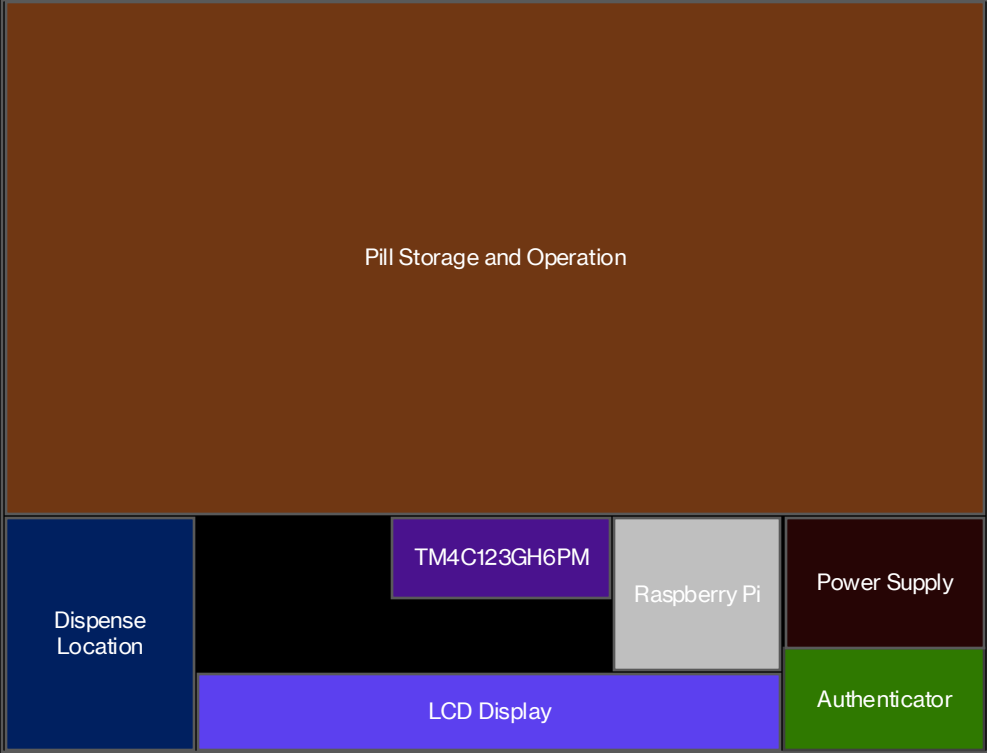 Pill Storage and Operation
TM4C123GH6PM
Raspberry Pi
Power Supply
Dispense
Location
LCD Display
Authenticator